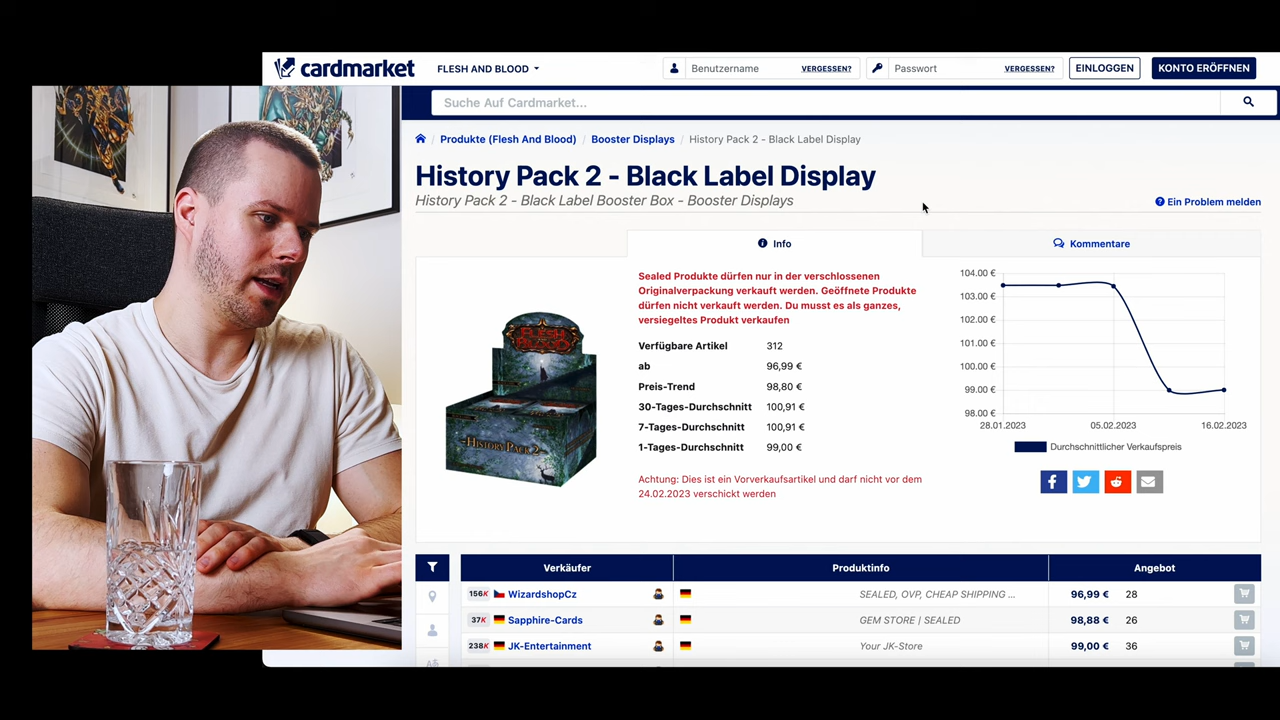 cardmarket
FLESH AND BLOOD
Benutzername
VERGESSEN?
Passwort
VERGESSEN?
EINLOGGEN
KONTO ERÖFFNEN
Suche Auf Cardmarket...
Produkte (Flesh And Blood) / Booster Displays / History Pack 2 - Black Label Display
History Pack 2 - Black Label Display
History Pack 2 - Black Label Booster Box - Booster Displays
Ein Problem melden
Info
Kommentare
Sealed Produkte dürfen nur in der verschlossenen
Originalverpackung verkauft werden. Geöffnete Produkte
dürfen nicht verkauft werden. Du musst es als ganzes,
versiegeltes Produkt verkaufen
Verfügbare Artikel 312
ab 96,99 €
Preis-Trend 98,80 €
30-Tages-Durchschnitt 100,91 €
7-Tages-Durchschnitt 100,91 €
1-Tages-Durchschnitt 99,00 €
Achtung: Dies ist ein Vorverkaufsartikel und darf nicht vor dem
24.02.2023 verschickt werden
FLESH AND BLOOD
HISTORY PACK 2
104.00 €
103.00 €
102.00 €
101.00 €
100.00 €
99.00 €
98.00 €
28.01.2023 05.02.2023 16.02.2023
Durchschnittlicher Verkaufspreis
Verkäufer Produktinfo Angebot
156K WizardshopCz SEALED, OVP, CHEAP SHIPPING ... 96,99 € 28
37K Sapphire-Cards GEM STORE | SEALED 98,88 € 26
238K JK-Entertainment Your JK-Store 99,00 € 36